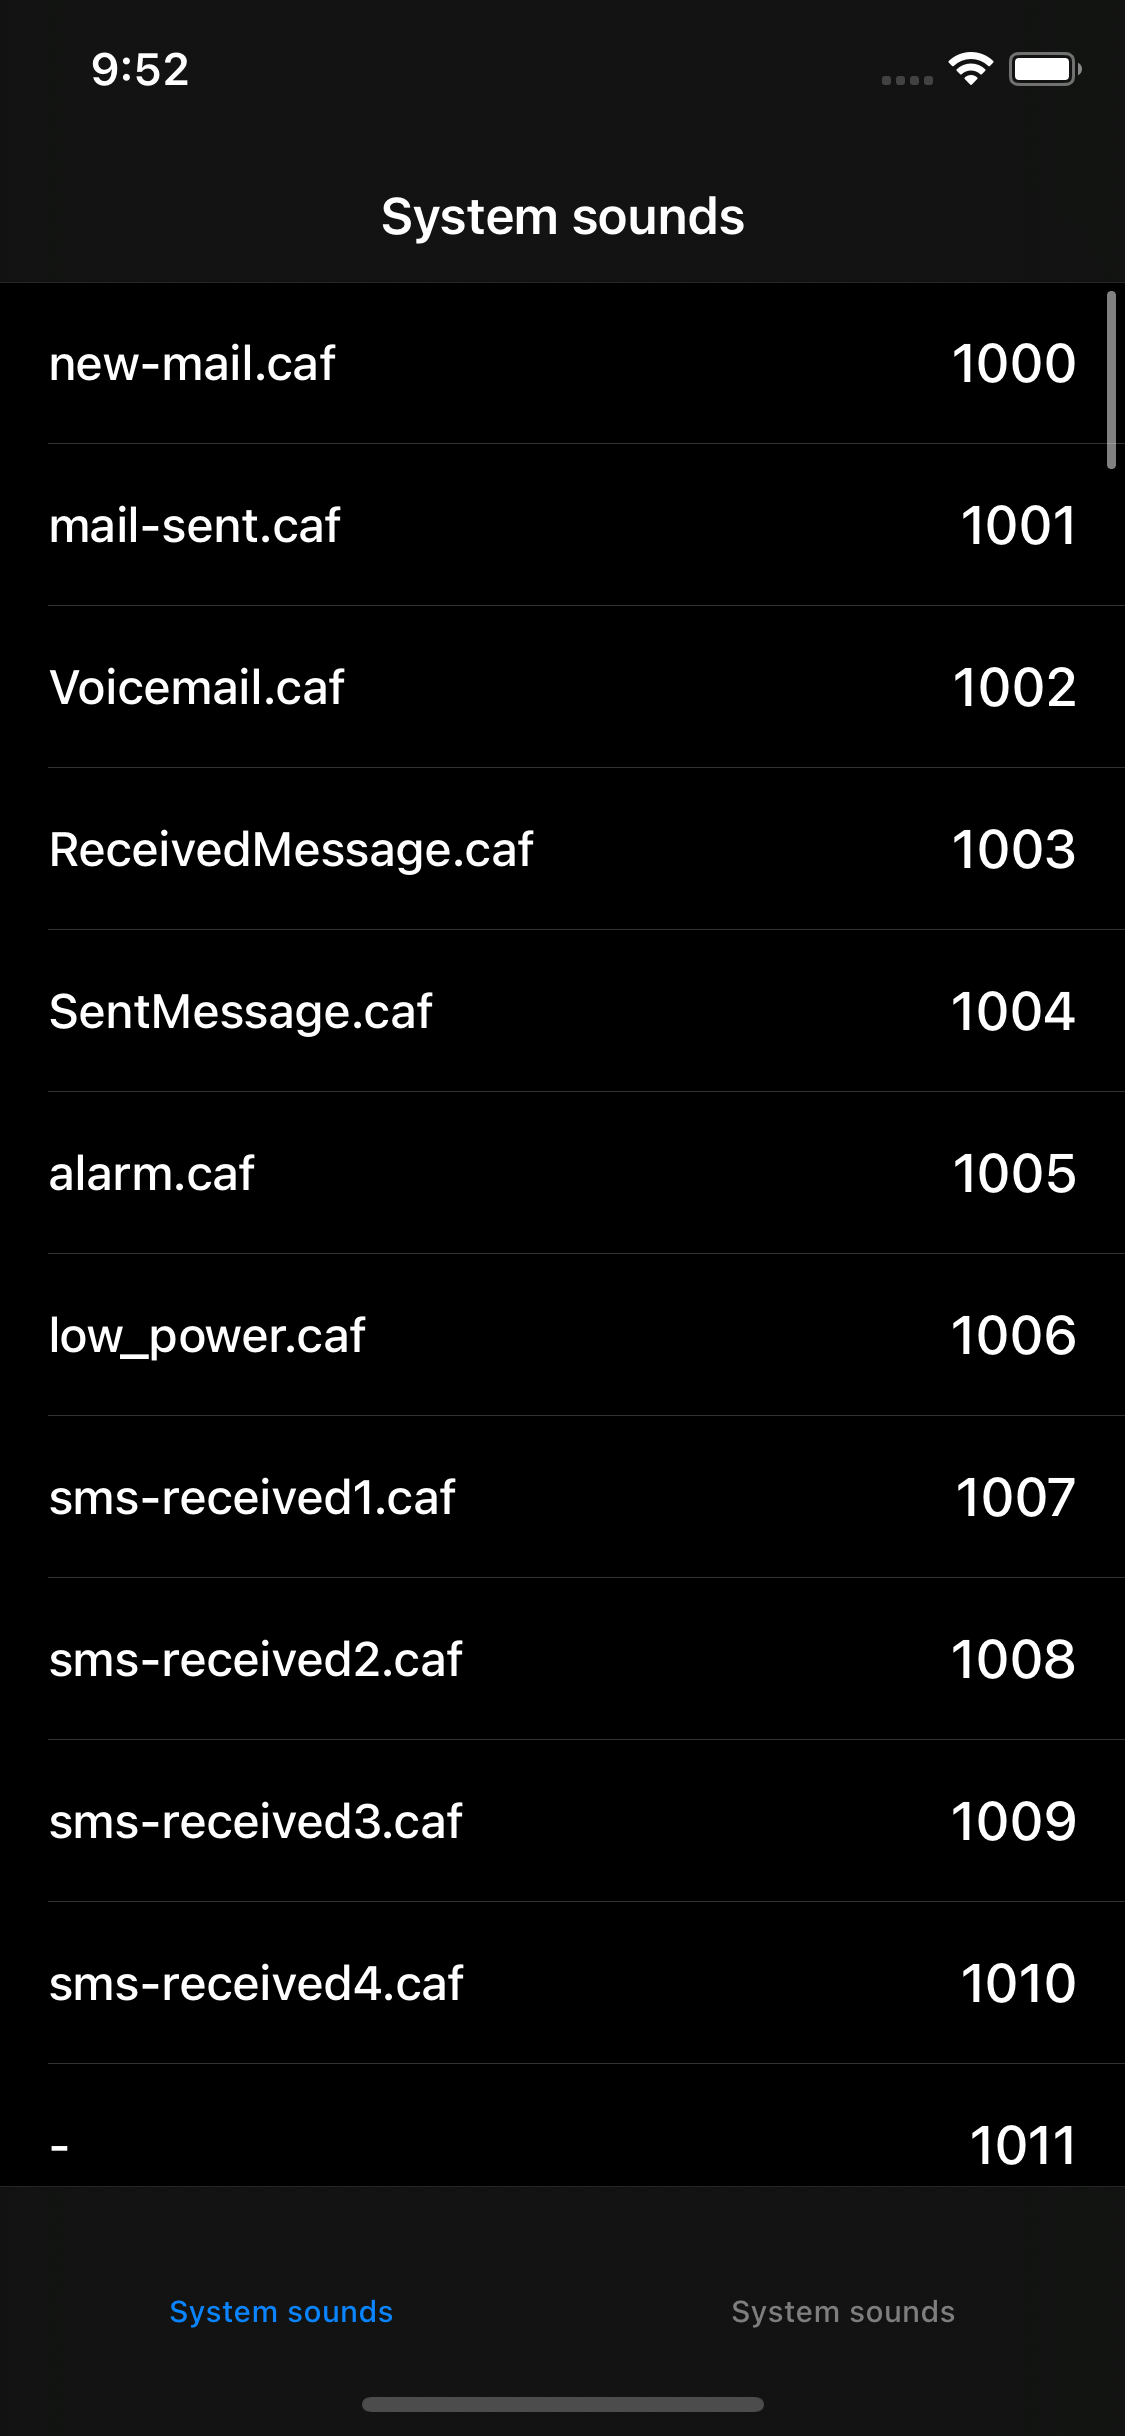 9:52
System sounds
new-mail.caf 1000
mail-sent.caf 1001
Voicemail.caf 1002
ReceivedMessage.caf 1003
SentMessage.caf 1004
alarm.caf 1005
low_power.caf 1006
sms-received1.caf 1007
sms-received2.caf 1008
sms-received3.caf 1009
sms-received4.caf 1010
- 1011
System sounds System sounds